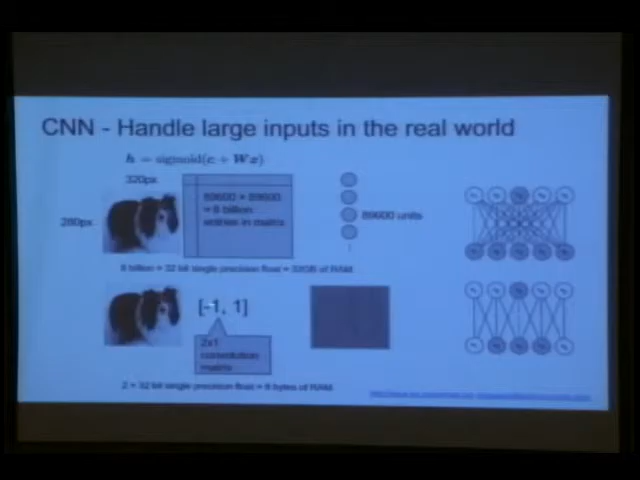 CNN - Handle large inputs in the real world
h = sigmoid(c + Wx)
320px
280px
89600 * 89600
= 8 billion
entries in matrix
89600 units
8 billion * 32 bit single precision float = 32GB of RAM
[-1, 1]
2x1
convolution
matrix
2 * 32 bit single precision float = 8 bytes of RAM